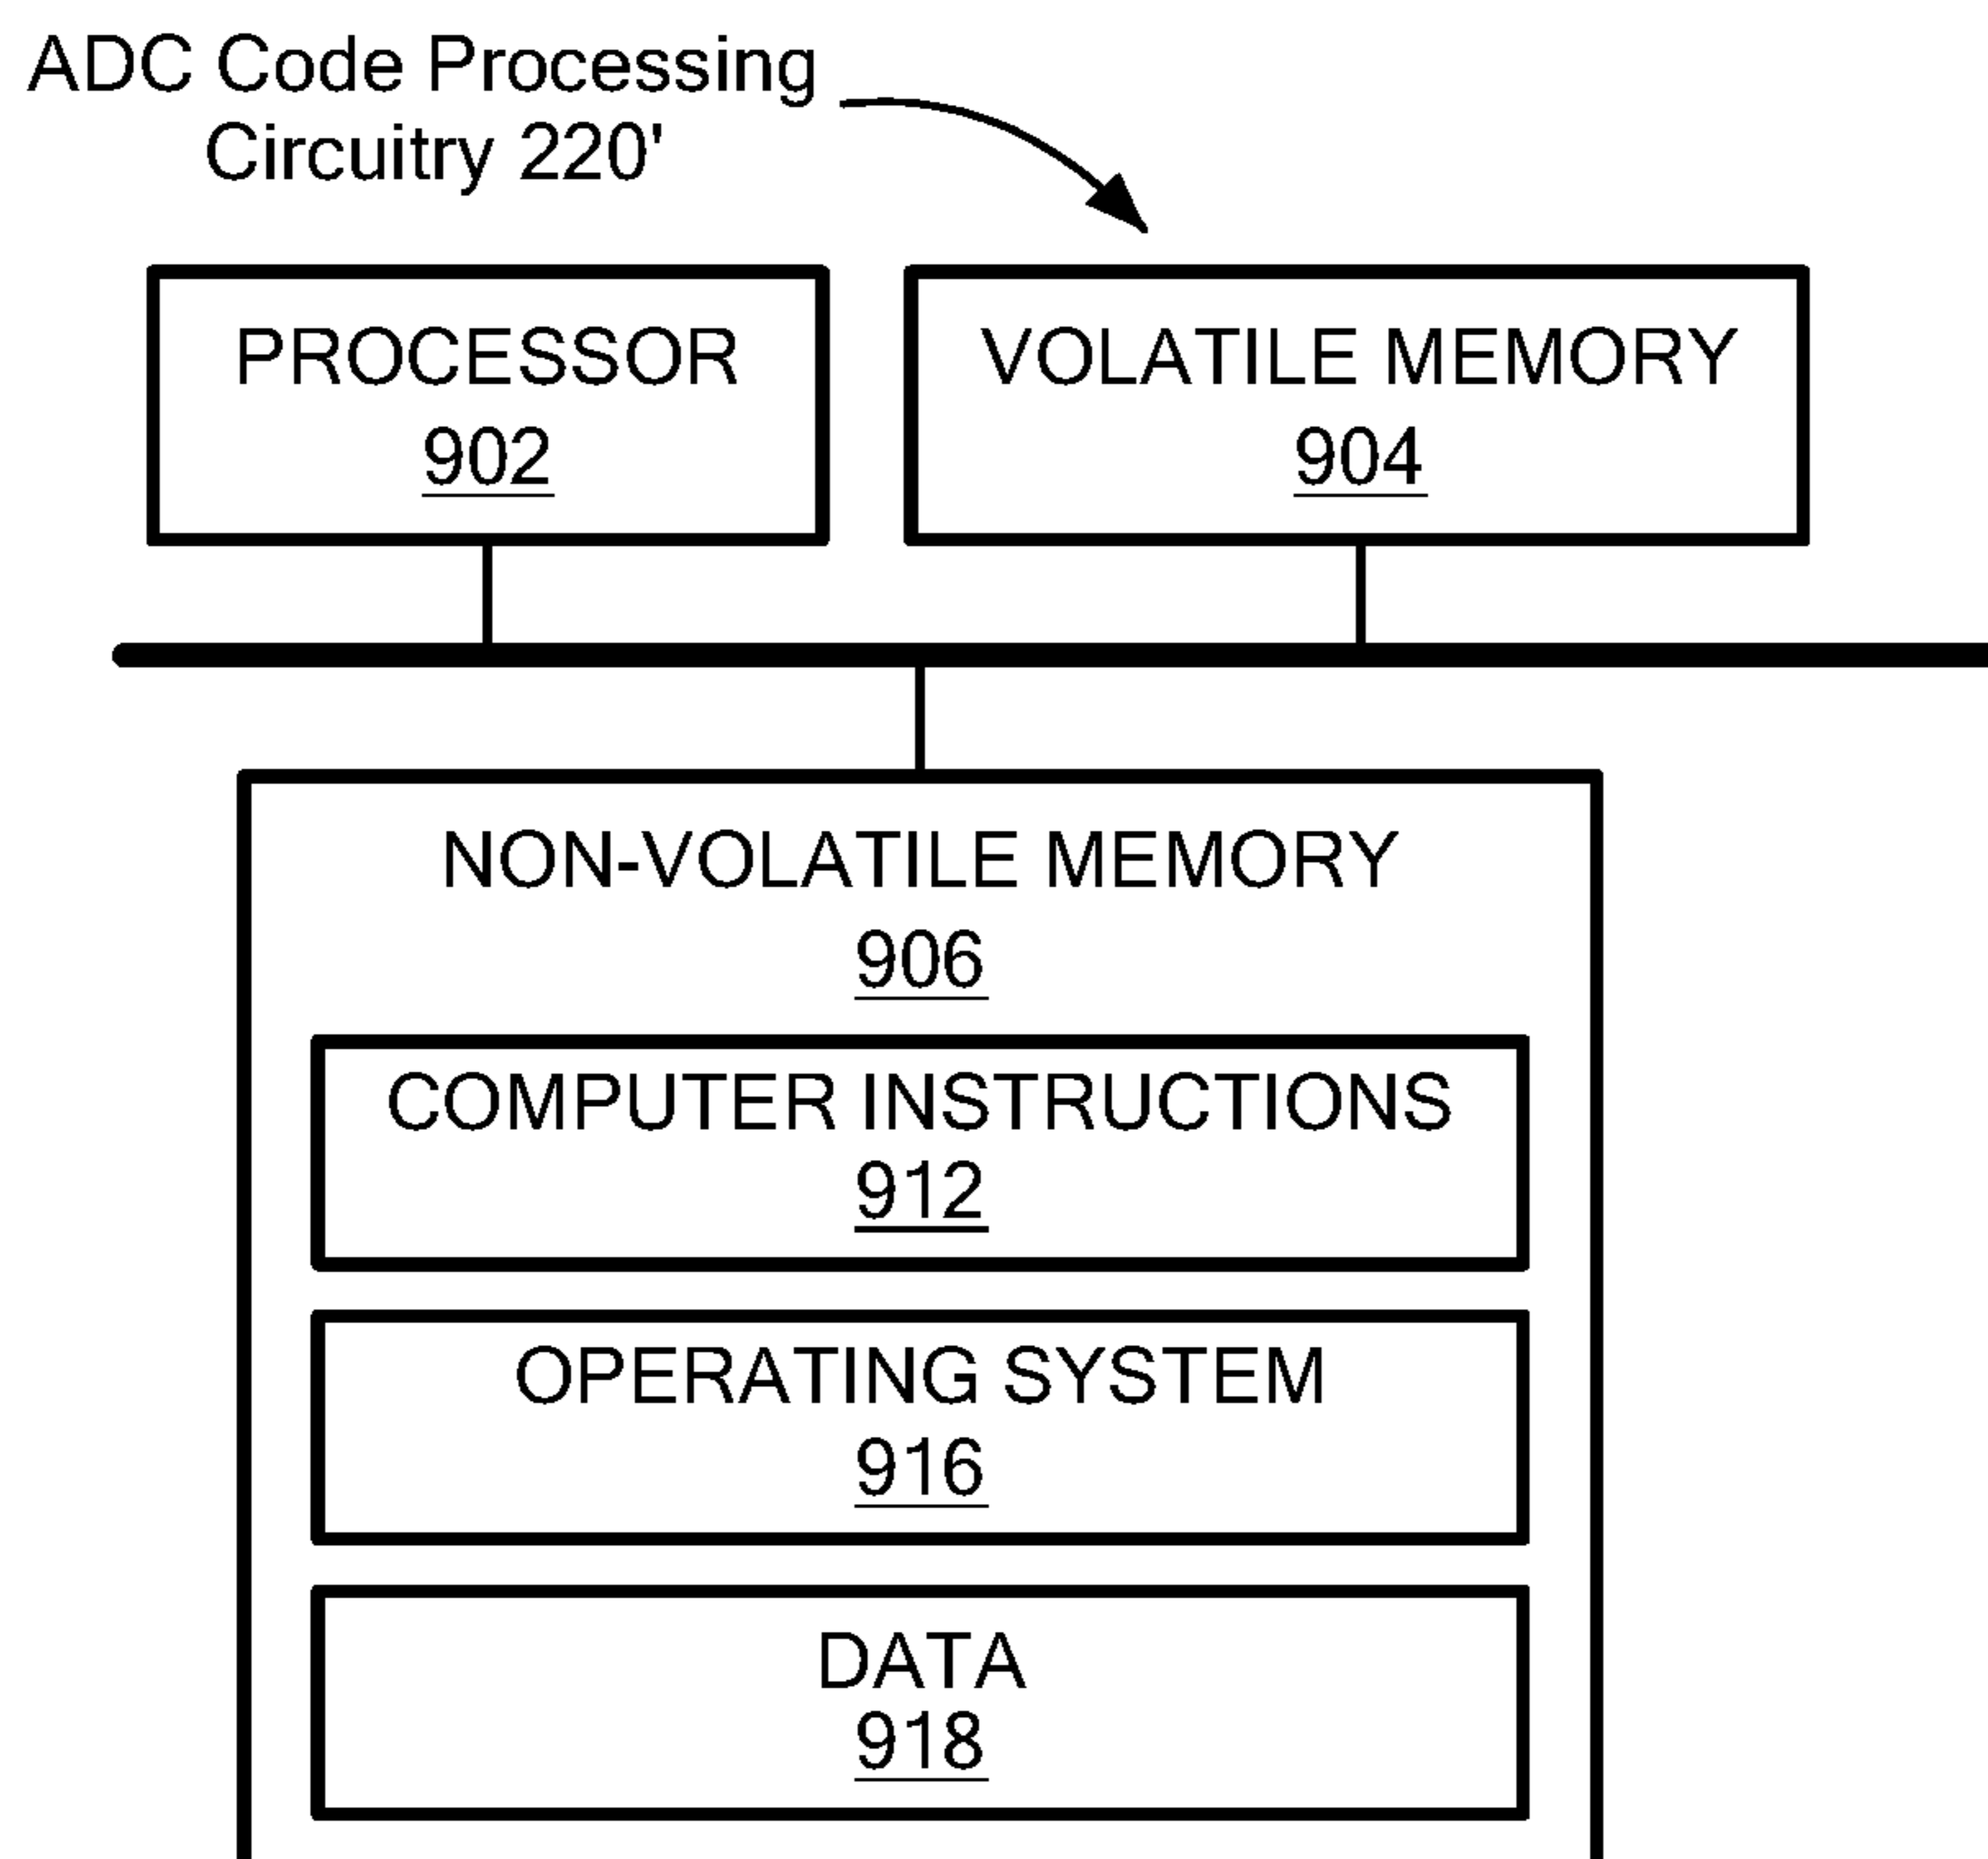 ADC Code Processing
Circuitry 220'
PROCESSOR
902
VOLATILE MEMORY
904
NON-VOLATILE MEMORY
906
COMPUTER INSTRUCTIONS
912
OPERATING SYSTEM
916
DATA
918